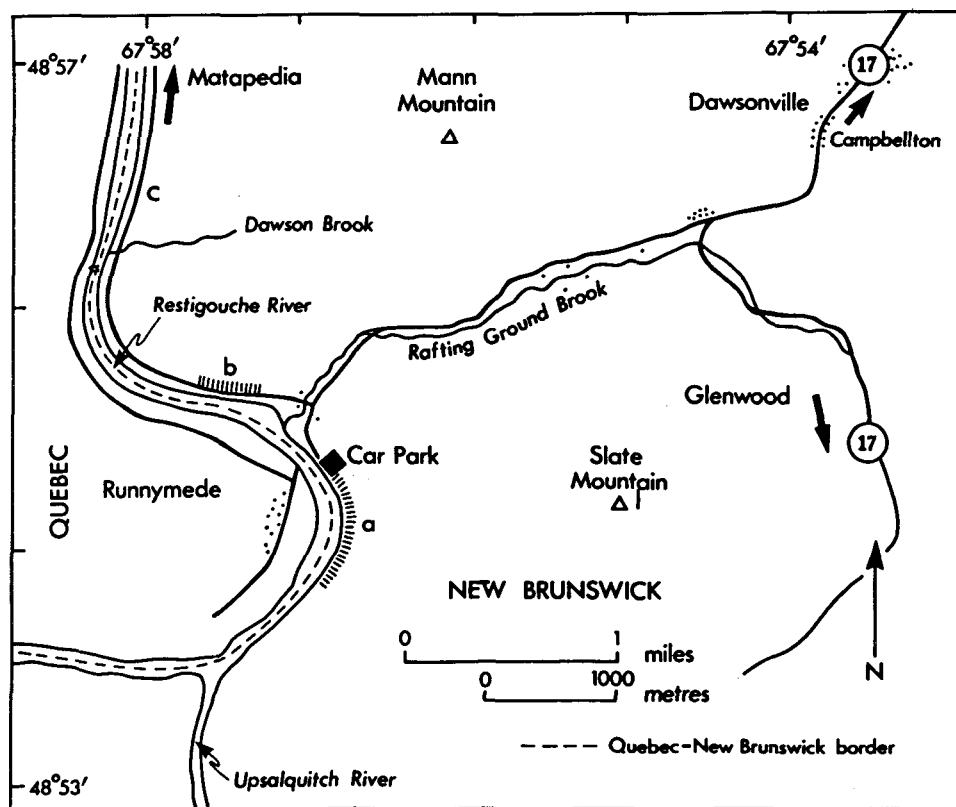 67°58'
67°54'
48°57'
17
Matapedia
Mann
Mountain
Dawsonville
Campbellton
c
Dawson Brook
Restigouche River
Rafting Ground Brook
b
Glenwood
17
Car Park
Slate
Mountain
QUEBEC
Runnymede
a
NEW BRUNSWICK
0 1
miles
0 1000
metres
N
Quebec-New Brunswick border
Upsalquitch River
48°53'